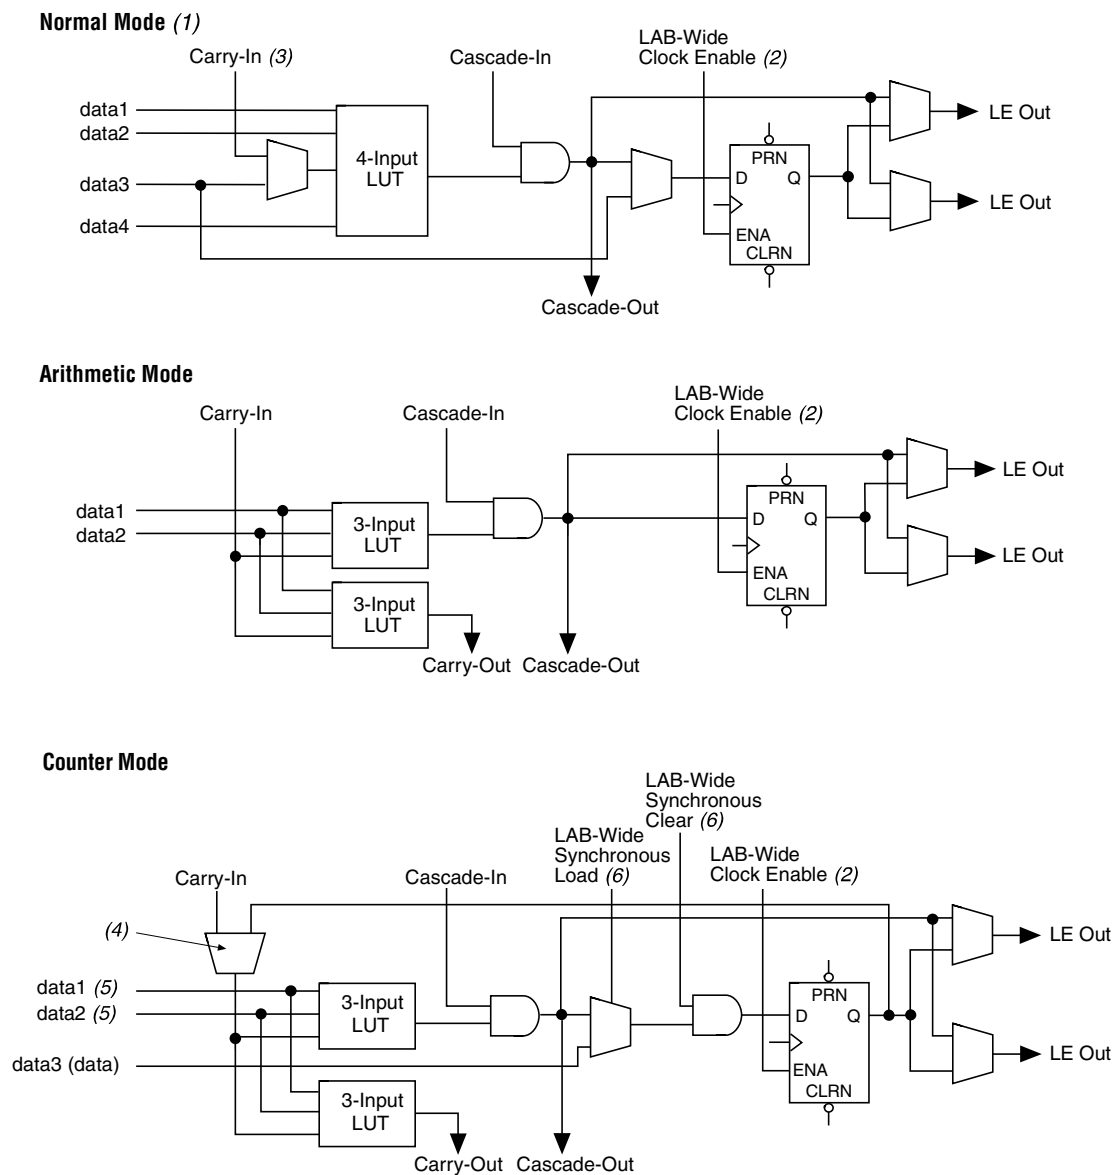 Normal Mode (1)
Carry-In (3)
Cascade-In
LAB-Wide
Clock Enable (2)
data1
data2
data3
data4
4-Input
LUT
PRN
D
Q
ENA
CLRN
LE Out
LE Out
Cascade-Out
Arithmetic Mode
Carry-In
Cascade-In
LAB-Wide
Clock Enable (2)
data1
data2
3-Input
LUT
3-Input
LUT
PRN
D
Q
ENA
CLRN
LE Out
LE Out
Carry-Out
Cascade-Out
Counter Mode
Carry-In
Cascade-In
LAB-Wide
Synchronous
Load (6)
LAB-Wide
Synchronous
Clear (6)
LAB-Wide
Clock Enable (2)
(4)
data1 (5)
data2 (5)
data3 (data)
3-Input
LUT
3-Input
LUT
PRN
D
Q
ENA
CLRN
LE Out
LE Out
Carry-Out
Cascade-Out